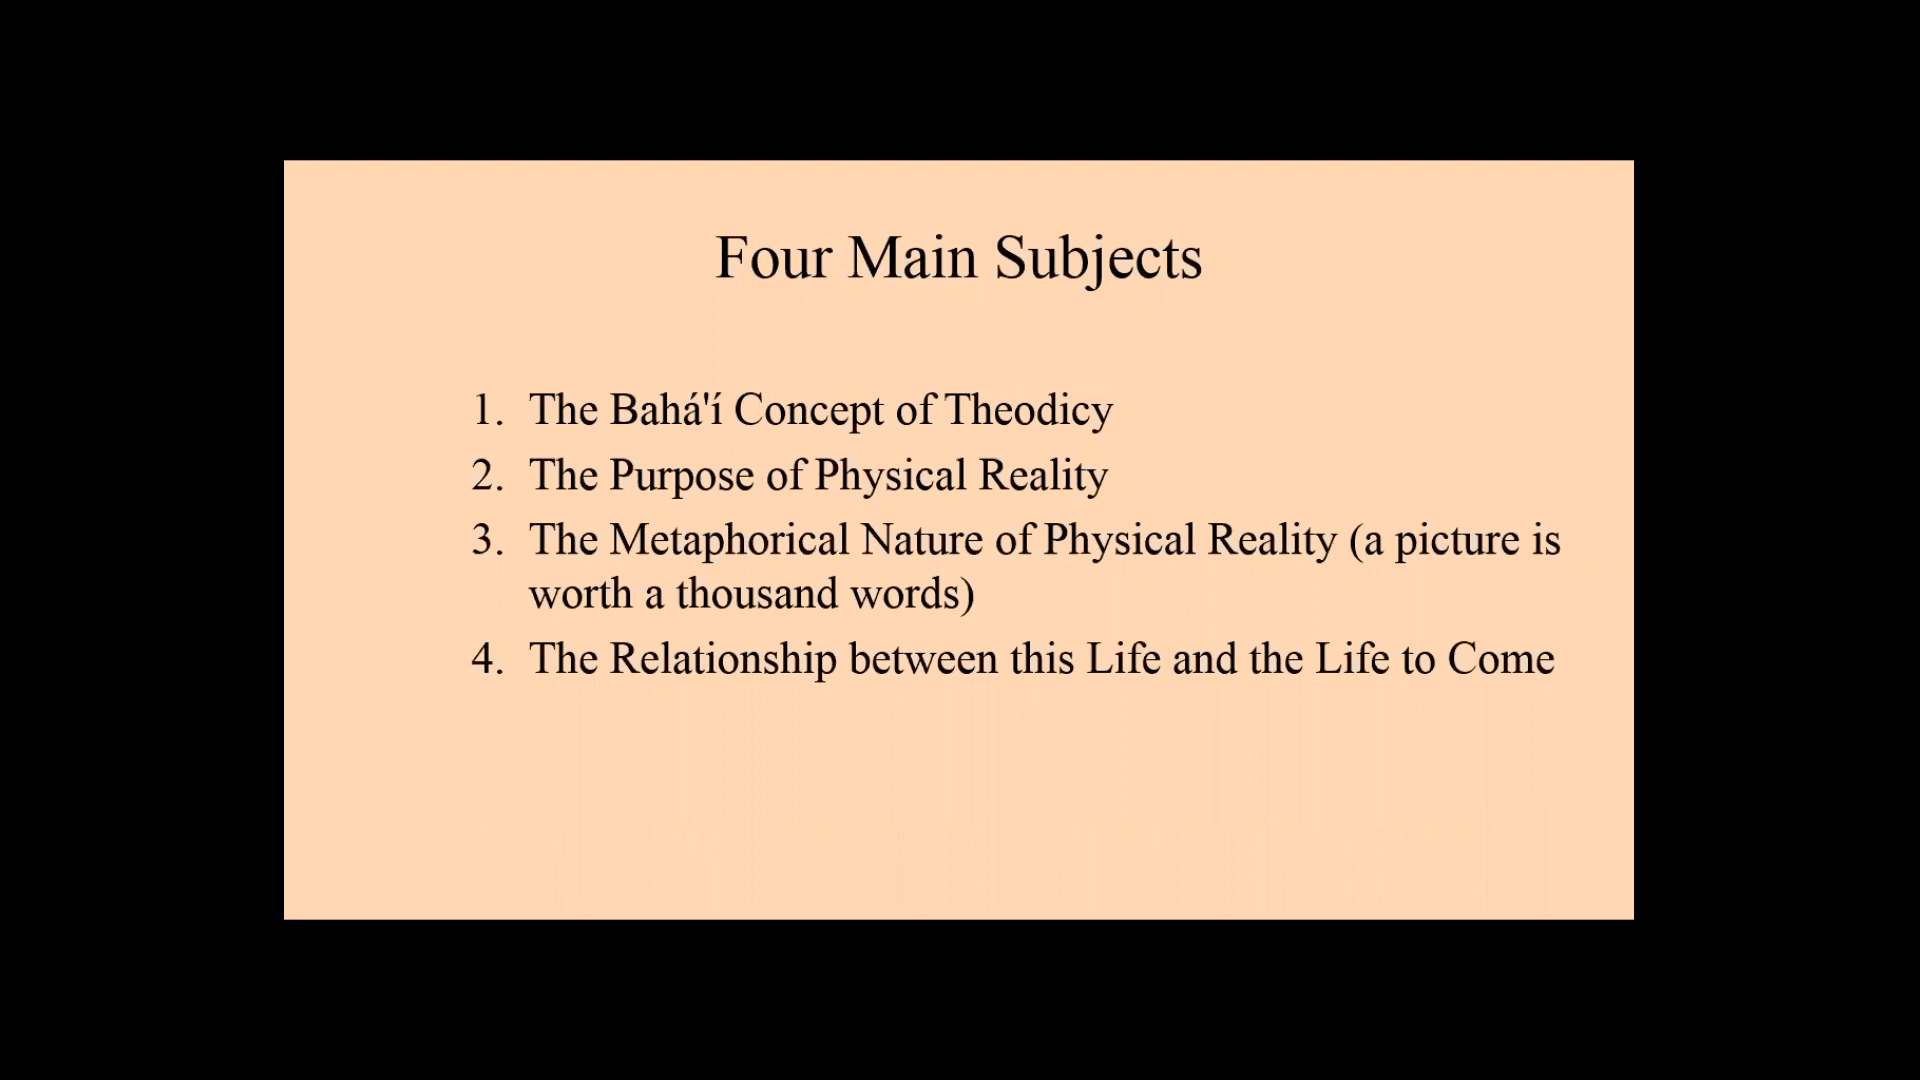 Four Main Subjects
1. The Bahá'í Concept of Theodicy
2. The Purpose of Physical Reality
3. The Metaphorical Nature of Physical Reality (a picture is
worth a thousand words)
4. The Relationship between this Life and the Life to Come